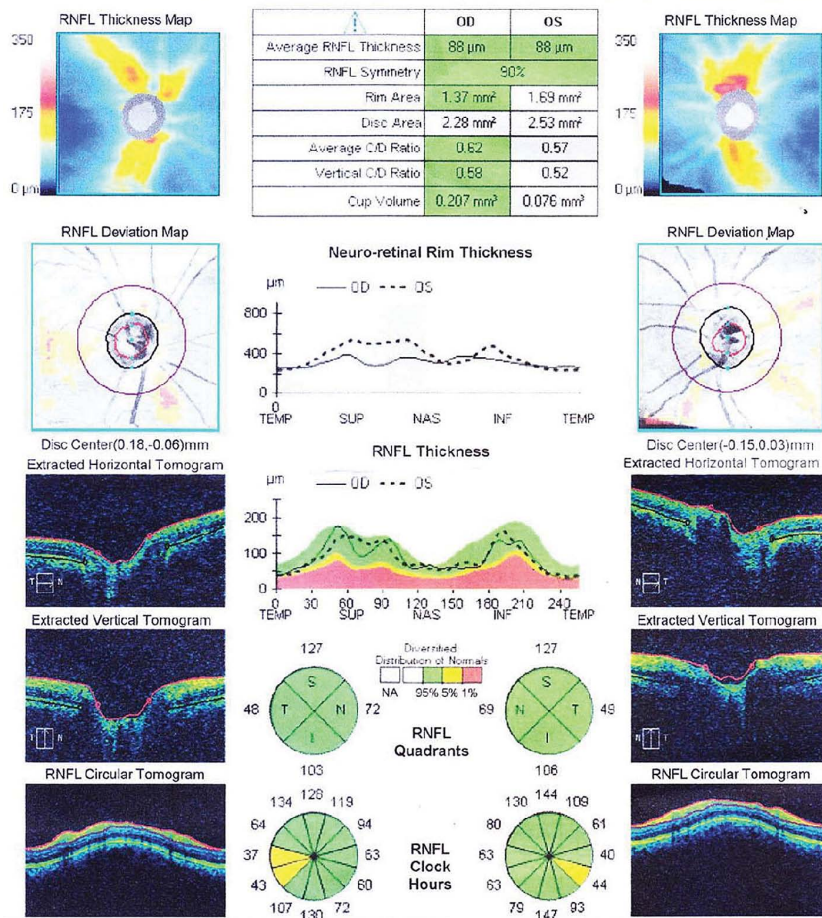 RNFL Thickness Map
350
175
0 µm
OD OS
Average RNFL Thickness 88 µm 88 µm
RNFL Symmetry 90%
Rim Area 1.37 mm² 1.69 mm²
Disc Area 2.28 mm² 2.53 mm²
Average C/D Ratio 0.62 0.57
Vertical C/D Ratio 0.58 0.52
Cup Volume 0.207 mm³ 0.076 mm³
RNFL Thickness Map
350
175
0 µm
RNFL Deviation Map
Disc Center(0.18,-0.06)mm
Neuro-retinal Rim Thickness
µm OD OS
800
400
0
0
TEMP SUP NAS INF TEMP
RNFL Deviation Map
Disc Center(-0.15,0.03)mm
Extracted Horizontal Tomogram
T N
RNFL Thickness
µm OD OS
200
100
0
0 30 60 90 120 150 180 210 240
TEMP SUP NAS INF TEMP
Extracted Horizontal Tomogram
N T
Extracted Vertical Tomogram
T N
127
S
48 T N 72
I
103
Diversified
Distribution of Normals
NA 95% 5% 1%
RNFL
Quadrants
127
S
69 N T 49
I
106
Extracted Vertical Tomogram
N T
RNFL Circular Tomogram
128
134 119
64 94
37 63
43 60
107 72
130
RNFL
Clock
Hours
144
130 109
80 61
63 40
63 44
79 93
147
RNFL Circular Tomogram